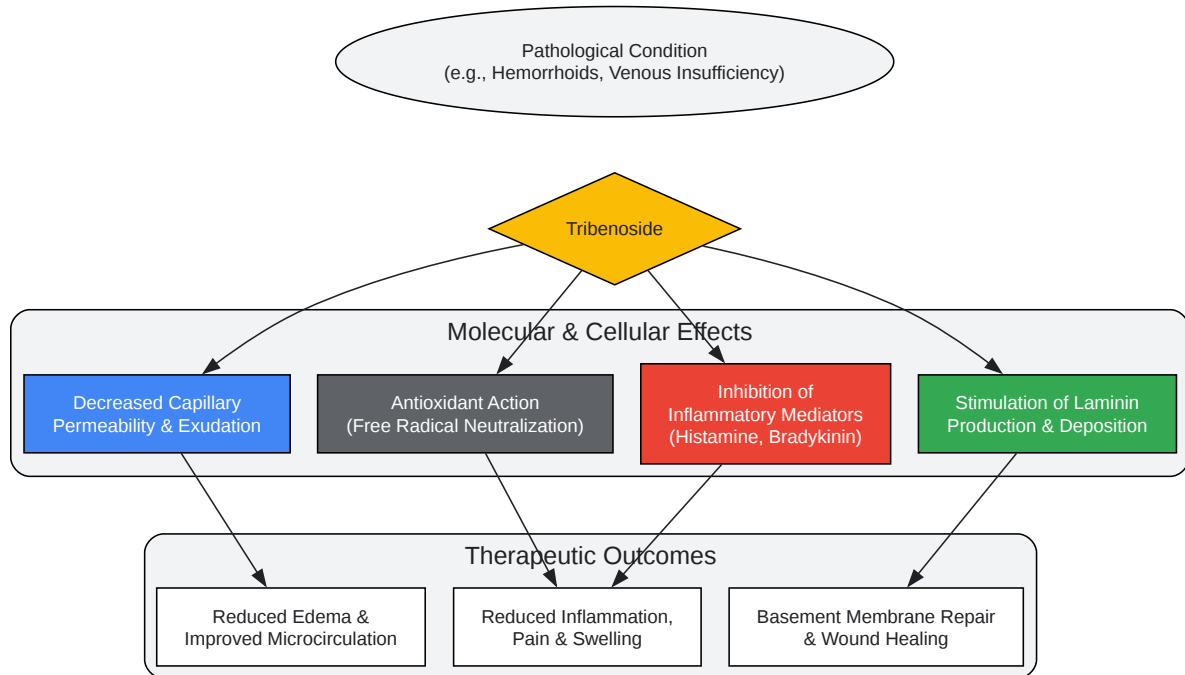 Pathological Condition
(e.g., Hemorrhoids, Venous Insufficiency)
Tribenoside
Molecular & Cellular Effects
Decreased Capillary
Permeability & Exudation
Antioxidant Action
(Free Radical Neutralization)
Inhibition of
Inflammatory Mediators
(Histamine, Bradykinin)
Stimulation of Laminin
Production & Deposition
Therapeutic Outcomes
Reduced Edema &
Improved Microcirculation
Reduced Inflammation,
Pain & Swelling
Basement Membrane Repair
& Wound Healing